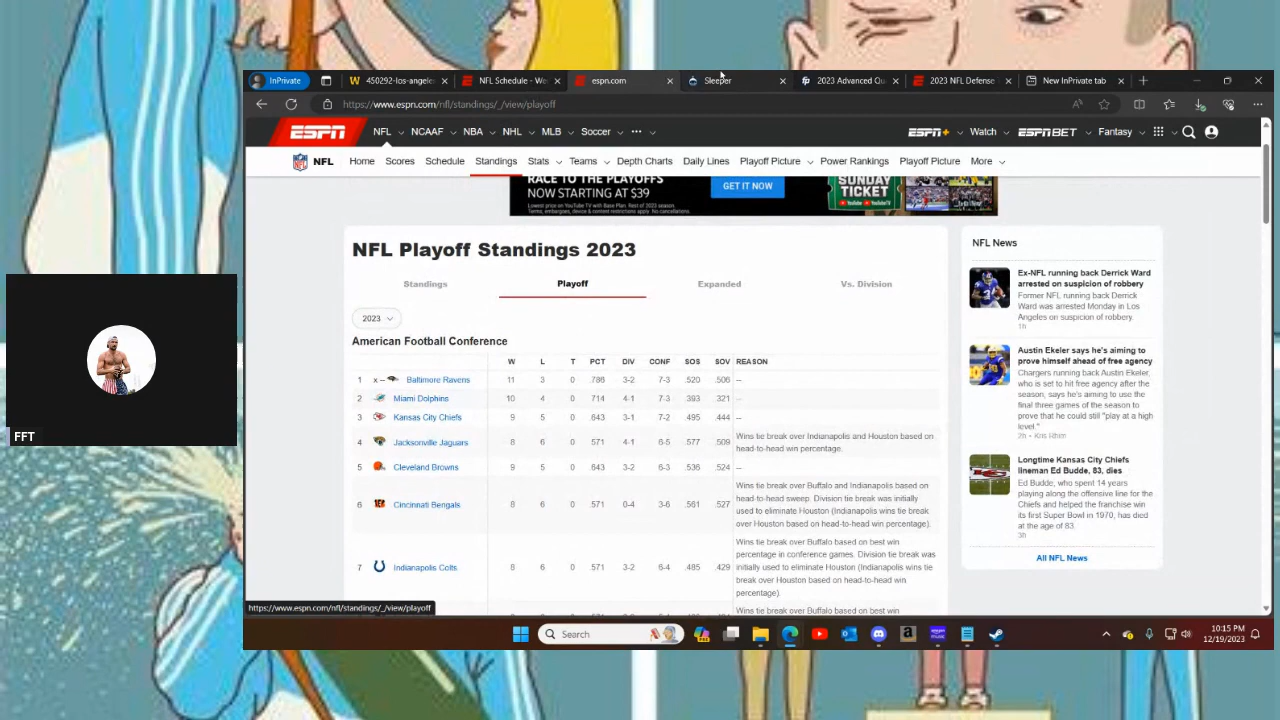 InPrivate
450292-los-angele
NFL Schedule - We
espn.com
Sleeper
2023 Advanced Qu
2023 NFL Defense
New InPrivate tab
https://www.espn.com/nfl/standings/_/view/playoff
ESPN NFL NCAAF NBA NHL MLB Soccer ESPN+ Watch ESPN BET Fantasy
NFL Home Scores Schedule Standings Stats Teams Depth Charts Daily Lines Playoff Picture Power Rankings Playoff Picture More
RACE TO THE PLAYOFFS
NOW STARTING AT $39
GET IT NOW
SUNDAY
TICKET
NFL Playoff Standings 2023
Standings Playoff Expanded Vs. Division
2023
American Football Conference
W L T PCT DIV CONF SOS SOV REASON
1 x -- Baltimore Ravens 11 3 0 .786 3-2 7-3 .520 .506 --
2 Miami Dolphins 10 4 0 .714 4-1 7-3 .393 .321 --
3 Kansas City Chiefs 9 5 0 .643 3-1 7-2 .495 .444 --
4 Jacksonville Jaguars 8 6 0 .571 4-1 6-5 .577 .509 Wins tie break over Indianapolis and Houston based on
head-to-head win percentage.
5 Cleveland Browns 9 5 0 .643 3-2 6-3 .536 .524 --
6 Cincinnati Bengals 8 6 0 .571 0-4 3-6 .561 .527 Wins tie break over Buffalo and Indianapolis based on
head-to-head sweep. Division tie break was initially
used to eliminate Houston (Indianapolis wins tie break
over Houston based on head-to-head win percentage).
7 Indianapolis Colts 8 6 0 .571 3-2 6-4 .485 .429 Wins tie break over Buffalo based on best win
percentage in conference games. Division tie break was
initially used to eliminate Houston (Indianapolis wins tie
break over Houston based on head-to-head win
percentage).
Wins tie break over Buffalo based on best win
NFL News
Ex-NFL running back Derrick
Ward arrested on suspicion of robbery
Former NFL running back Derrick
Ward was arrested Monday in Los
Angeles on suspicion of robbery.
1h
Austin Ekeler says he's aiming to
prove himself ahead of free agency
Chargers running back Austin
Ekeler, who is set to hit free agency after the
season, says he's aiming to use the
final three games of the season to
prove that he could still "play at a high
level."
2h
Longtime Kansas City Chiefs
lineman Ed Budde, 83, dies
Ed Budde, who spent 14 years
playing along the offensive line for the
Chiefs and helped the franchise win
its first Super Bowl in 1970, has died
at the age of 83.
3h
All NFL News
https://www.espn.com/nfl/standings/_/view/playoff
FFT
Search
10:15 PM
12/19/2023